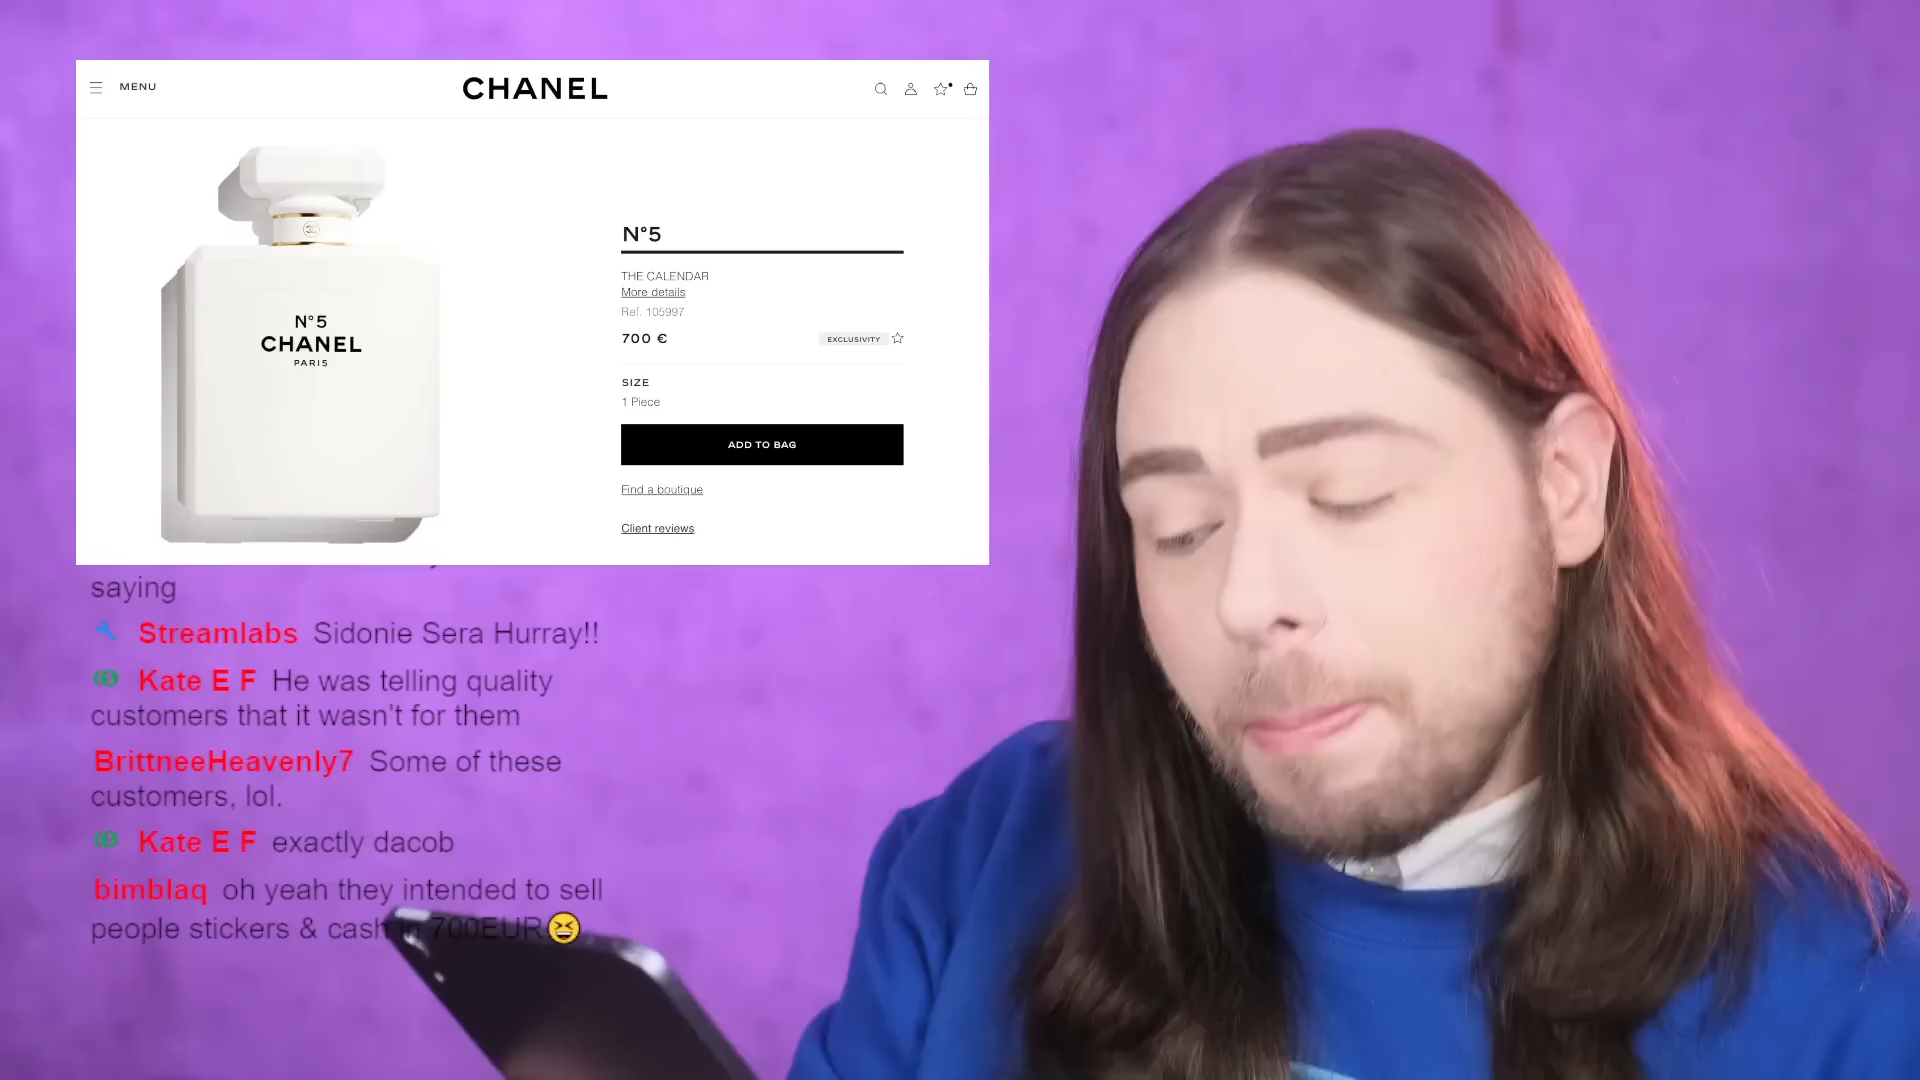 MENU
CHANEL
N°5
CHANEL
PARIS
N°5
THE CALENDAR
More details
Ref. 105997
700 €
EXCLUSIVITY
SIZE
1 Piece
ADD TO BAG
Find a boutique
Client reviews
saying
Streamlabs Sidonie Sera Hurray!!
Kate E F He was telling quality
customers that it wasn't for them
BrittneeHeavenly7 Some of these
customers, lol.
Kate E F exactly dacob
bimblaq oh yeah they intended to sell
people stickers & cash in 700EUR😆